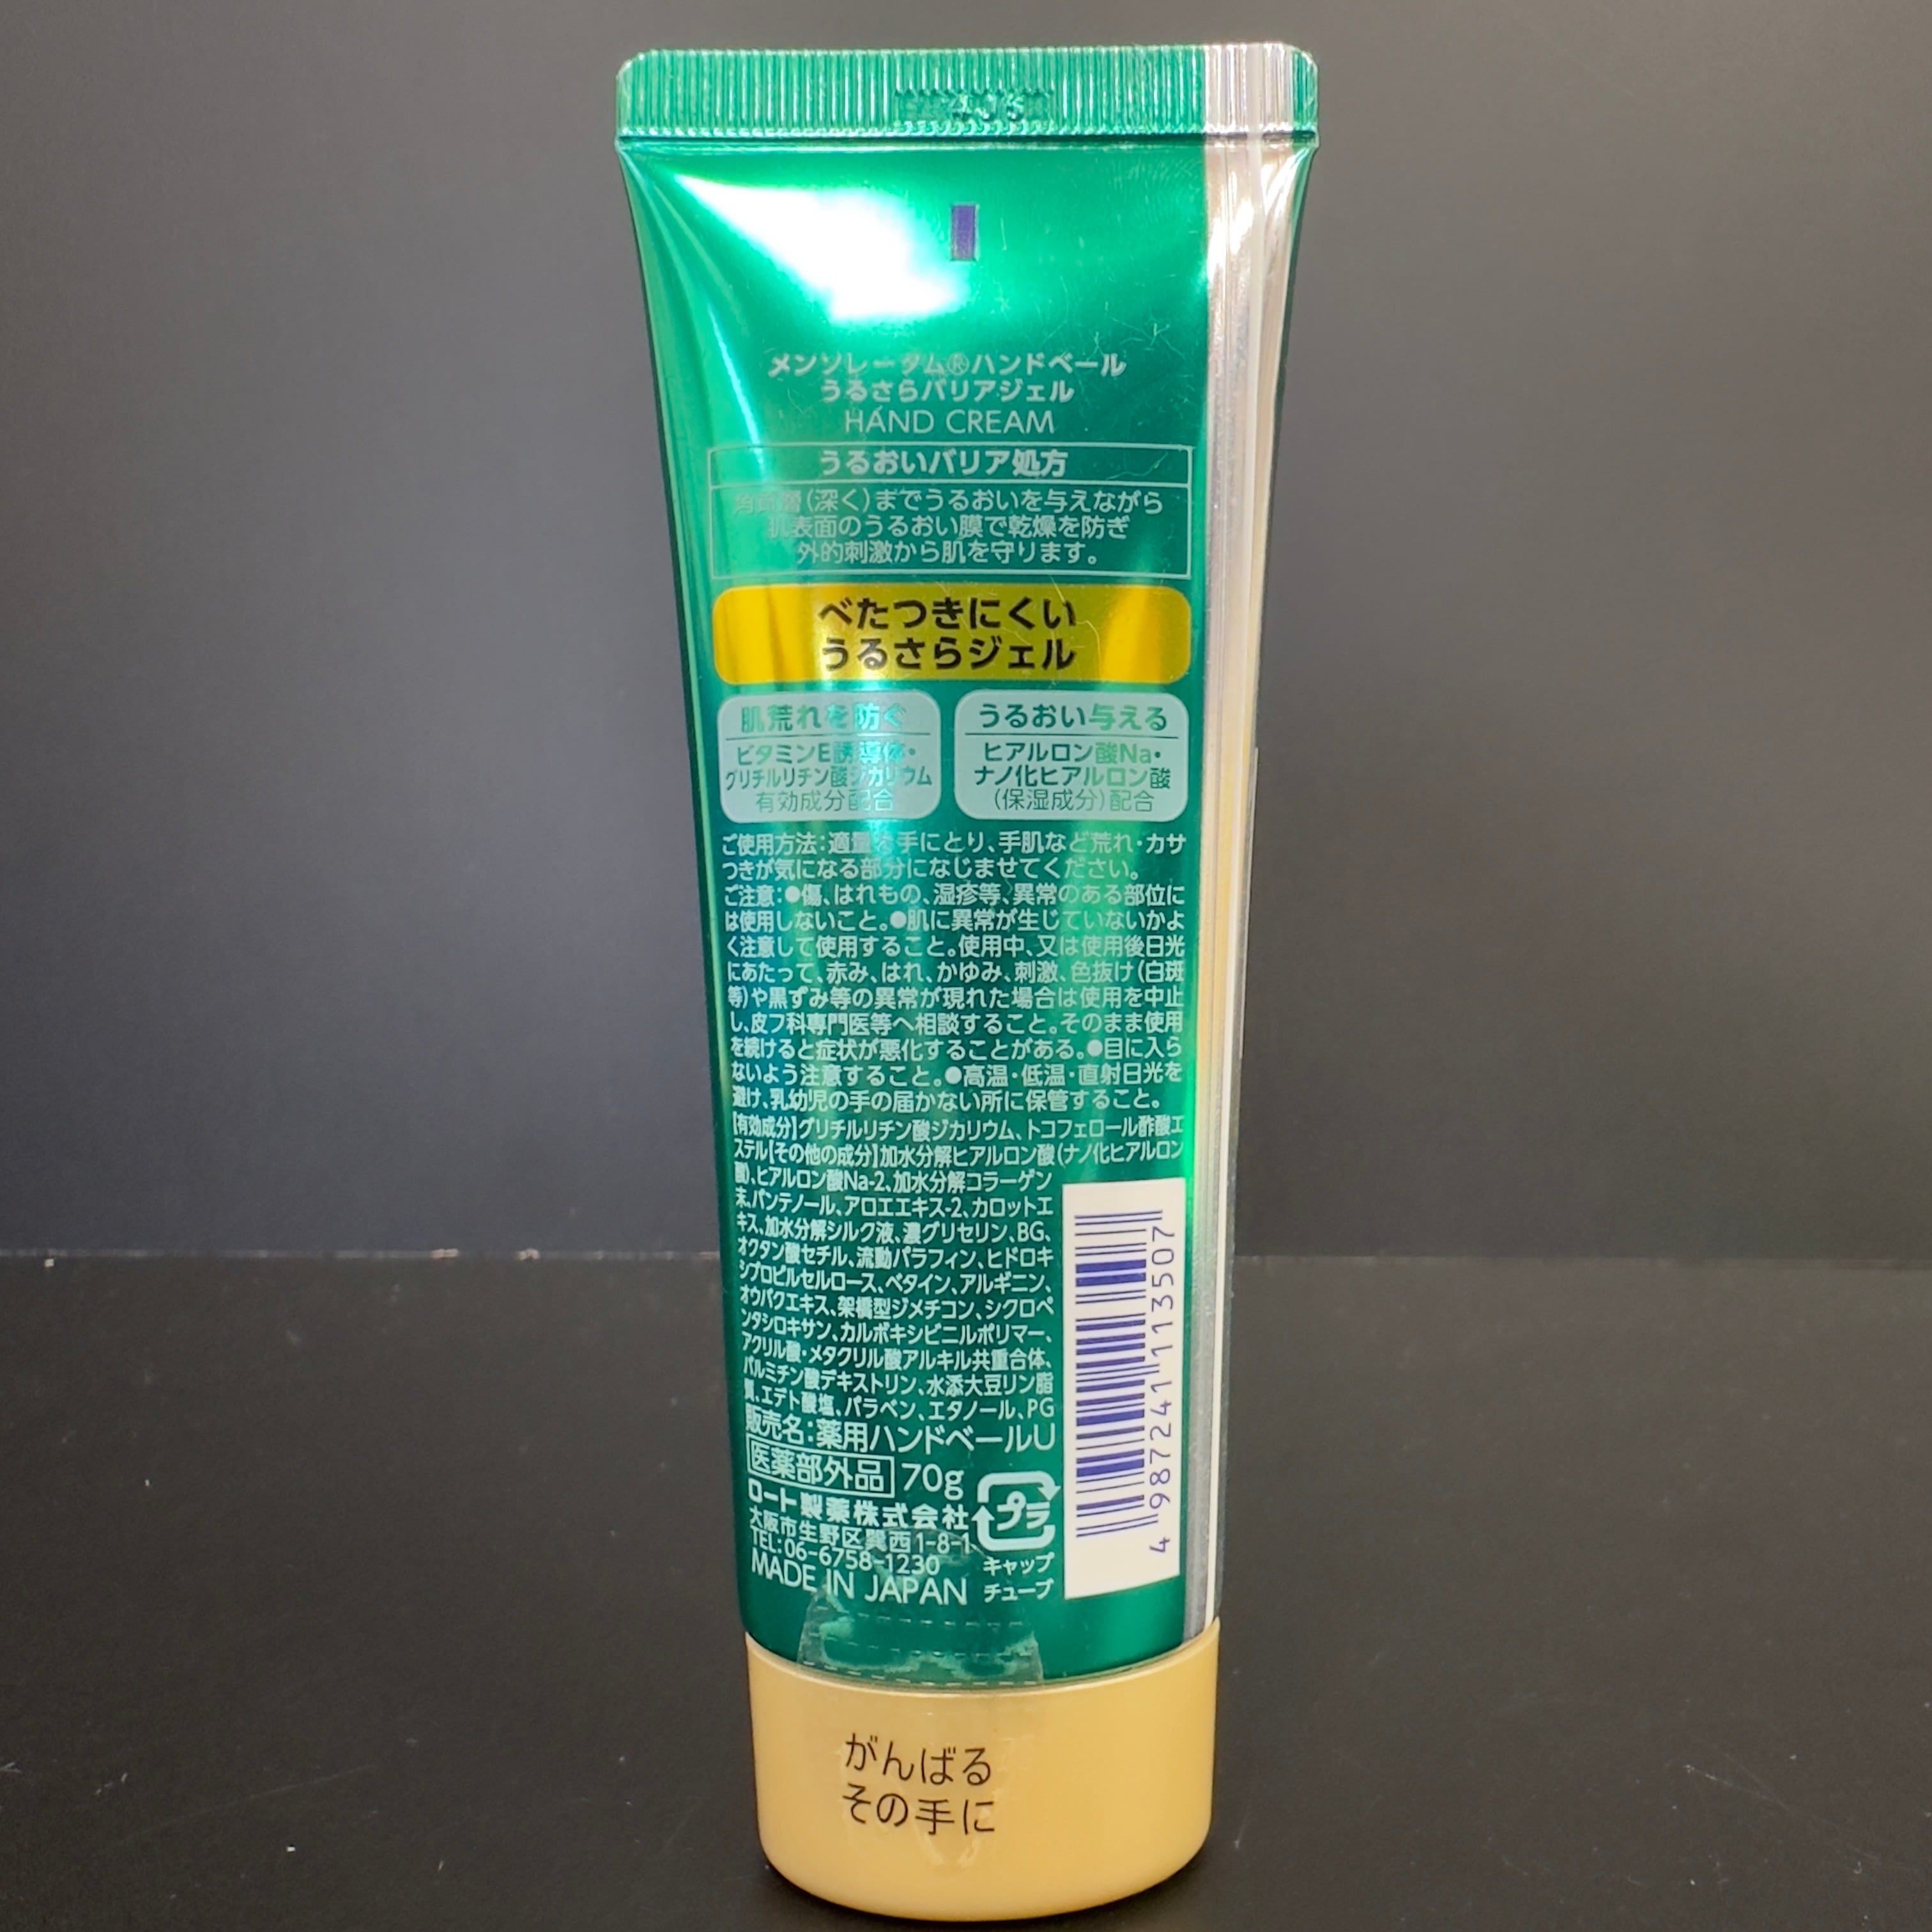 メンソレータム®ハンドベール
うるさらバリアジェル
HAND CREAM
うるおいバリア処方
角質層(深く)までうるおいを与えながら
肌表面のうるおい膜で乾燥を防ぎ
外的刺激から肌を守ります。
べたつきにくい
うるさらジェル
肌荒れを防ぐ
ビタミンE誘導体・
グリチルリチン酸ジカリウム
有効成分配合
うるおい与える
ヒアルロン酸Na・
ナノ化ヒアルロン酸
(保湿成分)配合
ご使用方法:適量を手にとり、手肌など荒れ・カサ
つきが気になる部分になじませてください。
ご注意:●傷、はれもの、湿疹等、異常のある部位に
は使用しないこと。●肌に異常が生じていないかよ
く注意して使用すること。使用中、又は使用後日光
にあたって、赤み、はれ、かゆみ、刺激、色抜け(白斑
等)や黒ずみ等の異常が現れた場合は使用を中止
し、皮フ科専門医等へ相談すること。そのまま使用
を続けると症状が悪化することがある。●目に入ら
ないよう注意すること。●高温・低温・直射日光を
避け、乳幼児の手の届かない所に保管すること。
【有効成分】グリチルリチン酸ジカリウム、トコフェロール酢酸エ
ステル【その他の成分】加水分解ヒアルロン酸(ナノ化ヒアルロン
酸)、ヒアルロン酸Na-2、加水分解コラーゲン
末、パンテノール、アロエエキス-2、カロットエ
キス、加水分解シルク液、濃グリセリン、BG、
オクタン酸セチル、流動パラフィン、ヒドロキ
シプロピルセルロース、ベタイン、アルギニン、
オウバクエキス、架橋型ジメチコン、シクロペ
ンタシロキサン、カルボキシビニルポリマー、
アクリル酸・メタクリル酸アルキル共重合体、
パルミチン酸デキストリン、水添大豆リン脂
質、エデト酸塩、パラベン、エタノール、PG
販売名:薬用ハンドベールU
医薬部外品 70g
ロート製薬株式会社
大阪市生野区巽西1-8-1
TEL:06-6758-1230
MADE IN JAPAN
プラ
キャップ
チューブ
4 987241 113507
がんばる
その手に